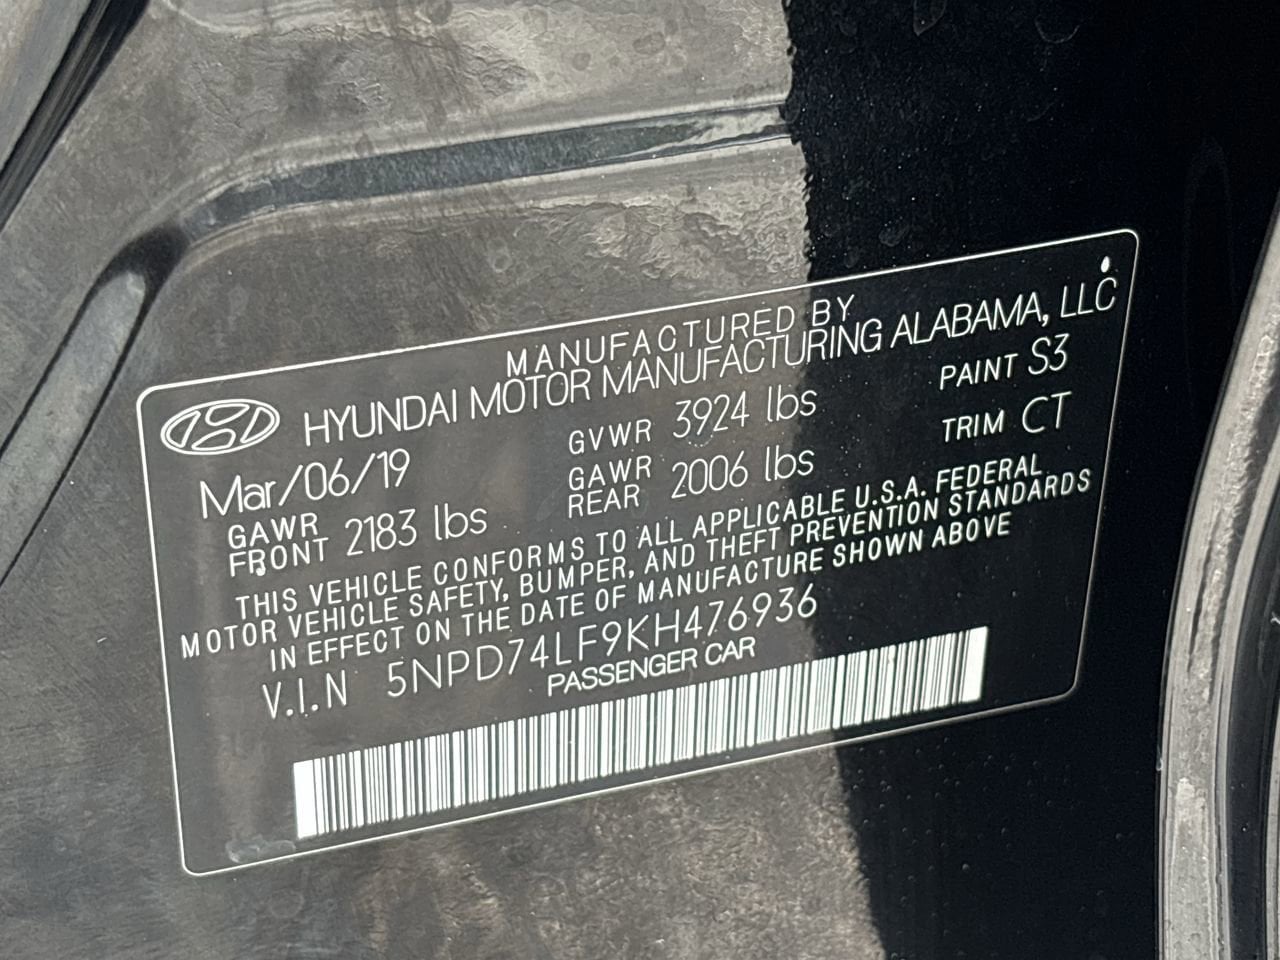 MANUFACTURED BY
HYUNDAI MOTOR MANUFACTURING ALABAMA, LLC
Mar/06/19 GVWR 3924 lbs PAINT S3
GAWR FRONT 2183 lbs GAWR REAR 2006 lbs TRIM CT
THIS VEHICLE CONFORMS TO ALL APPLICABLE U.S.A. FEDERAL
MOTOR VEHICLE SAFETY, BUMPER, AND THEFT PREVENTION STANDARDS
IN EFFECT ON THE DATE OF MANUFACTURE SHOWN ABOVE
V.I.N 5NPD74LF9KH476936
PASSENGER CAR